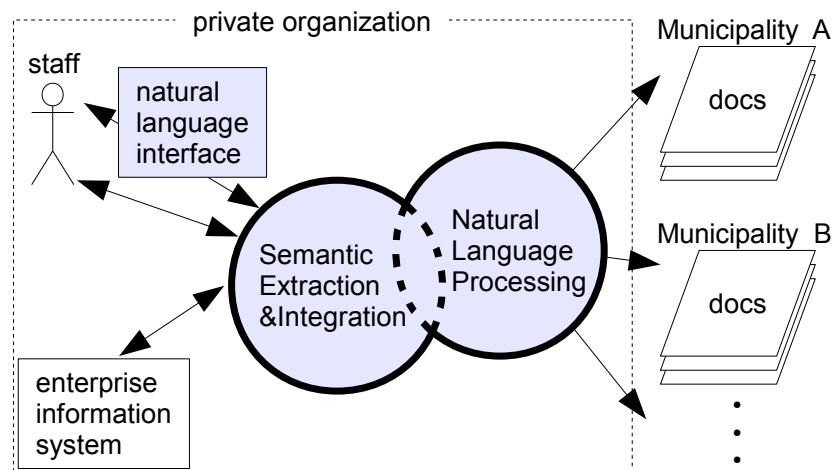 private organization
staff
natural
language
interface
Semantic
Extraction
&Integration
Natural
Language
Processing
enterprise
information
system
Municipality A
docs
Municipality B
docs